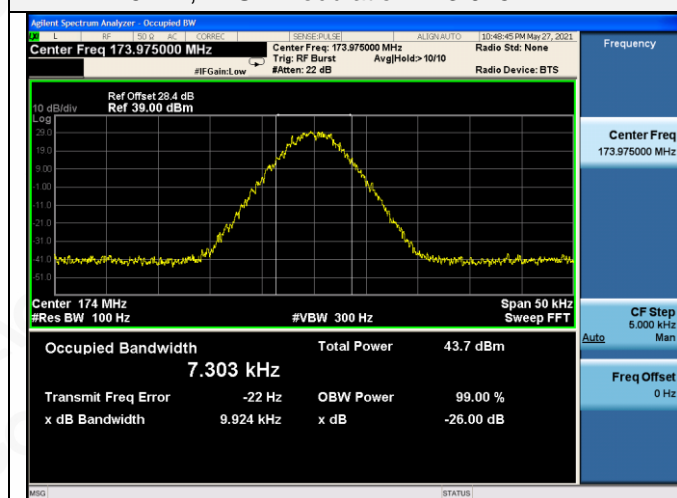 Agilent Spectrum Analyzer - Occupied BW
L RF 50 Ω AC CORREC SENSE:PULSE ALIGN AUTO 10:48:45 PM May 27, 2021
Center Freq 173.975000 MHz
Center Freq: 173.975000 MHz
Radio Std: None
Trig: RF Burst Avg|Hold:> 10/10
#IFGain:Low #Atten: 22 dB Radio Device: BTS
Ref Offset 28.4 dB
10 dB/div Ref 39.00 dBm
Log
29.0
19.0
9.00
-1.00
-11.0
-21.0
-31.0
-41.0
-51.0
Center 174 MHz Span 50 kHz
#Res BW 100 Hz #VBW 300 Hz Sweep FFT
Occupied Bandwidth Total Power 43.7 dBm
7.303 kHz
Transmit Freq Error -22 Hz OBW Power 99.00 %
x dB Bandwidth 9.924 kHz x dB -26.00 dB
MSG STATUS
Frequency
Center Freq
173.975000 MHz
CF Step
5.000 kHz
Auto Man
Freq Offset
0 Hz